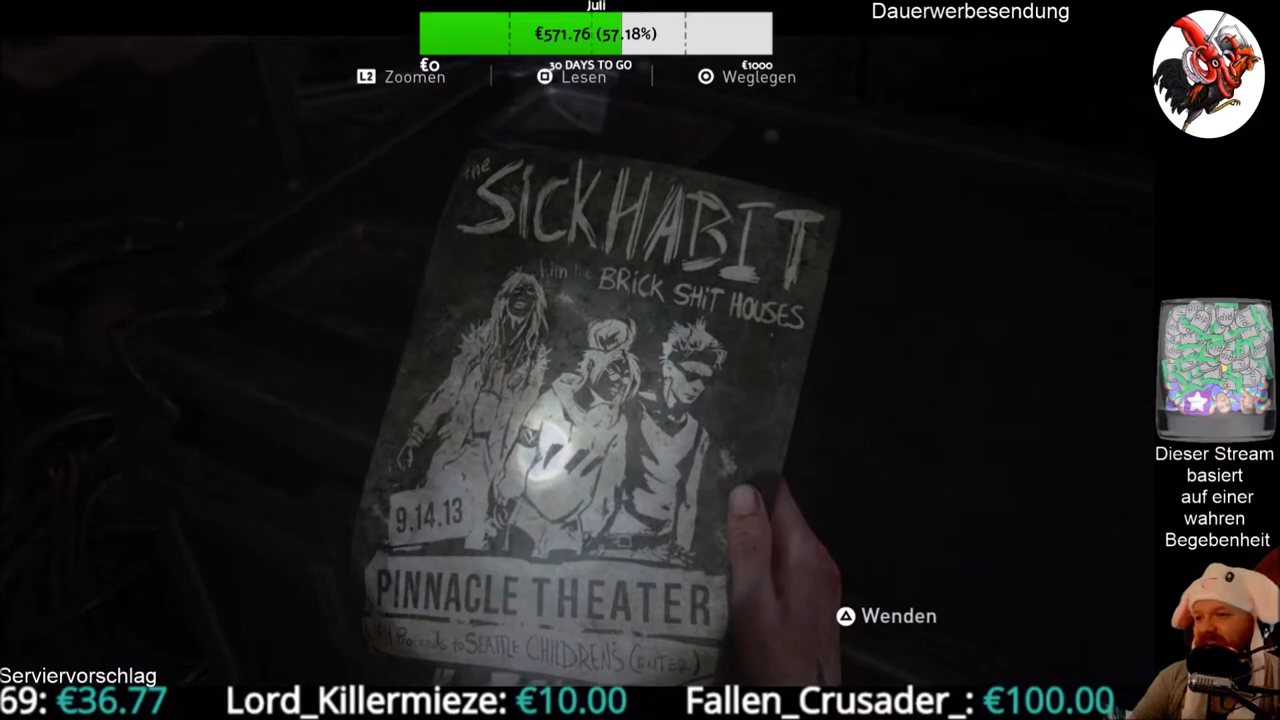 Juli
Dauerwerbesendung
€571.76 (57.18%)
€0
30 DAYS TO GO
€1000
L2 Zoomen
Lesen
Weglegen
the
SICKHABIT
BRICK SHIT HOUSES
9.14.13
PINNACLE THEATER
Proceeds to SEATTLE CHILDREN'S CENTER
Wenden
Dieser Stream
basiert
auf einer
wahren
Begebenheit
Serviervorschlag
69: €36.77 Lord_Killermieze: €10.00 Fallen_Crusader_: €100.00